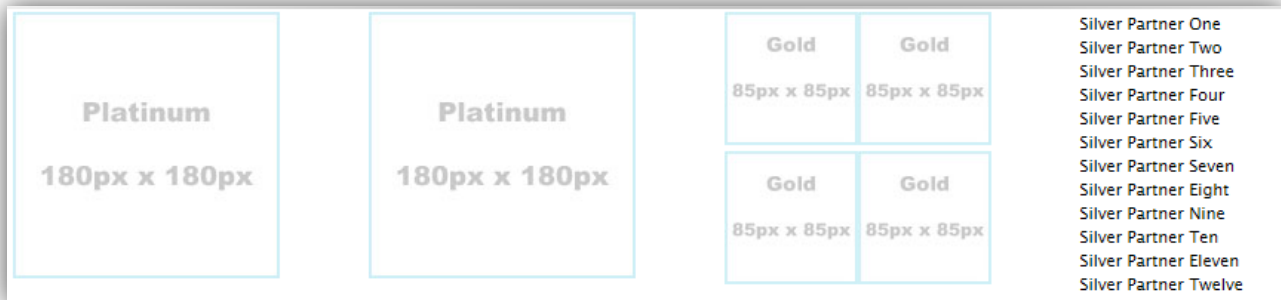 Platinum
180px x 180px
Platinum
180px x 180px
Gold
85px x 85px
Gold
85px x 85px
Gold
85px x 85px
Gold
85px x 85px
Silver Partner One
Silver Partner Two
Silver Partner Three
Silver Partner Four
Silver Partner Five
Silver Partner Six
Silver Partner Seven
Silver Partner Eight
Silver Partner Nine
Silver Partner Ten
Silver Partner Eleven
Silver Partner Twelve